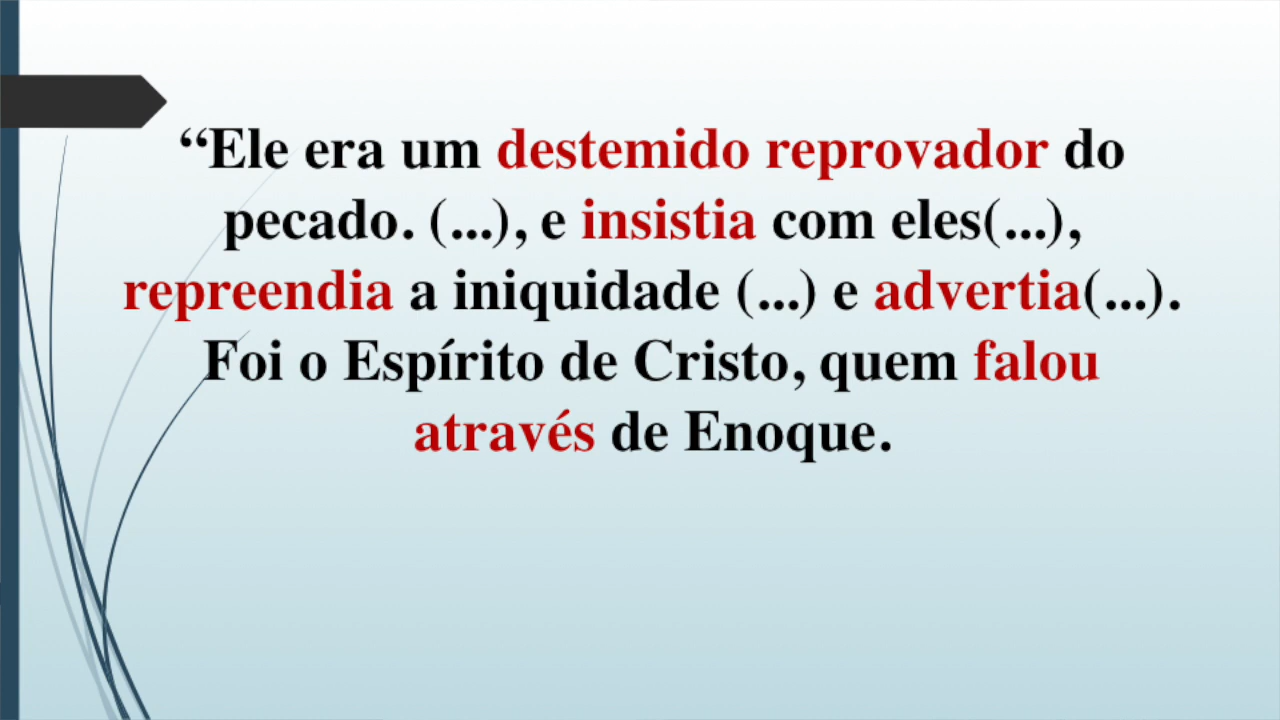 “Ele era um destemido reprovador do
pecado. (...), e insistia com eles(...),
repreendia a iniquidade (...) e advertia(...).
Foi o Espírito de Cristo, quem falou
através de Enoque.